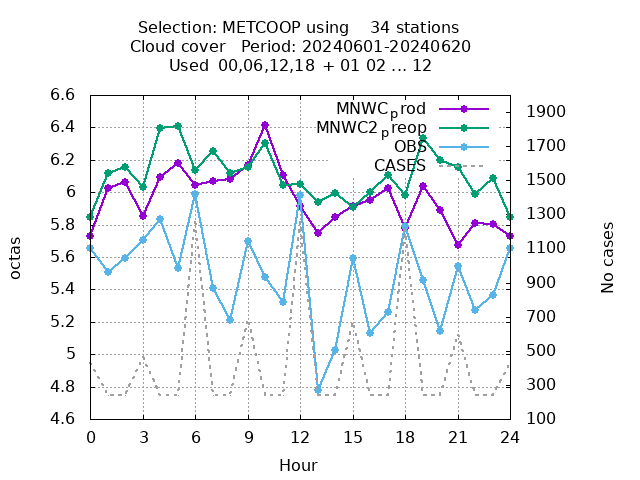 Selection: METCOOP using 34 stations
Cloud cover Period: 20240601-20240620
Used 00,06,12,18 + 01 02 ... 12
MNWC_prod
MNWC2_preop
OBS
CASES
octas
6.6
6.4
6.2
6
5.8
5.6
5.4
5.2
5
4.8
4.6
No cases
1900
1700
1500
1300
1100
900
700
500
300
100
0 3 6 9 12 15 18 21 24
Hour